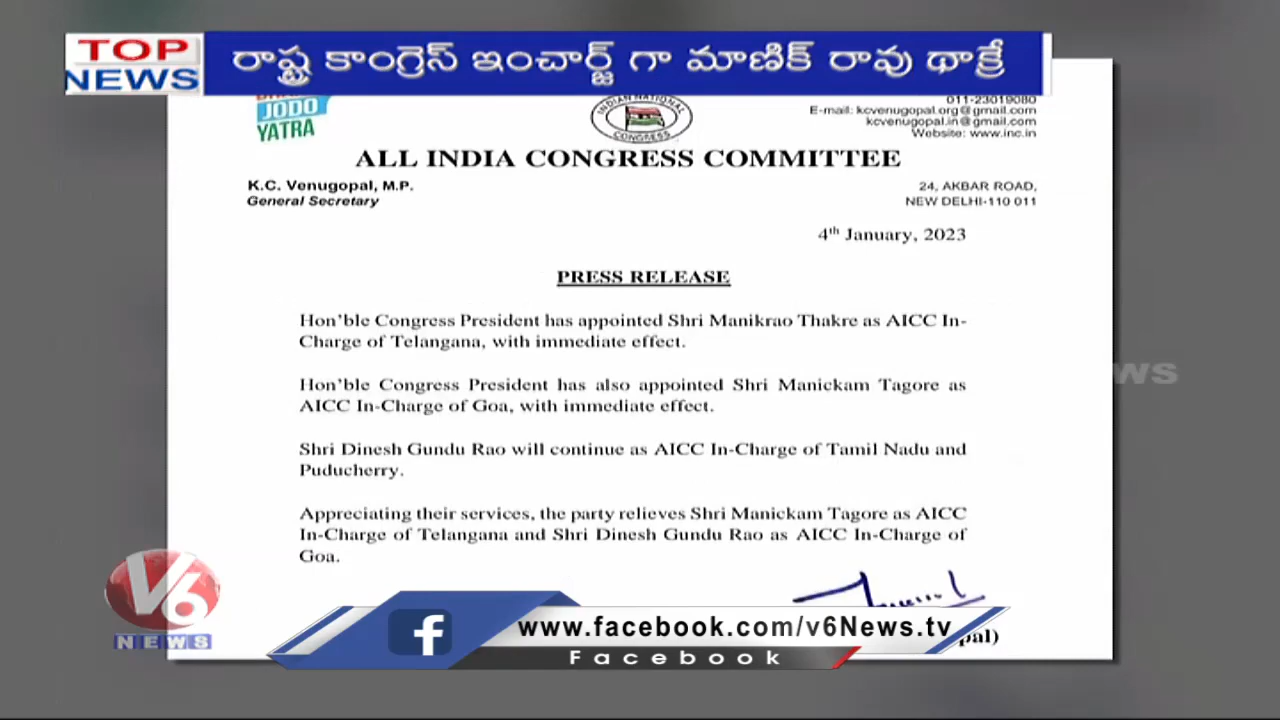 TOP
NEWS
రాష్ట్ర కాంగ్రెస్ ఇంచార్జ్ గా మాణిక్ రావు థాక్రే
JODO
YATRA
INDIAN NATIONAL
CONGRESS
011-23019080
E-mail: kcvenugopal.org@gmail.com
kcvenugopal.in@gmail.com
Website: www.inc.in
ALL INDIA CONGRESS COMMITTEE
K.C. Venugopal, M.P.
General Secretary
24, AKBAR ROAD,
NEW DELHI-110 011
4th January, 2023
PRESS RELEASE
Hon'ble Congress President has appointed Shri Manikrao Thakre as AICC In-
Charge of Telangana, with immediate effect.
Hon'ble Congress President has also appointed Shri Manickam Tagore as
AICC In-Charge of Goa, with immediate effect.
Shri Dinesh Gundu Rao will continue as AICC In-Charge of Tamil Nadu and
Puducherry.
Appreciating their services, the party relieves Shri Manickam Tagore as AICC
In-Charge of Telangana and Shri Dinesh Gundu Rao as AICC In-Charge of
Goa.
V6
NEWS
www.facebook.com/v6News.tv
Facebook